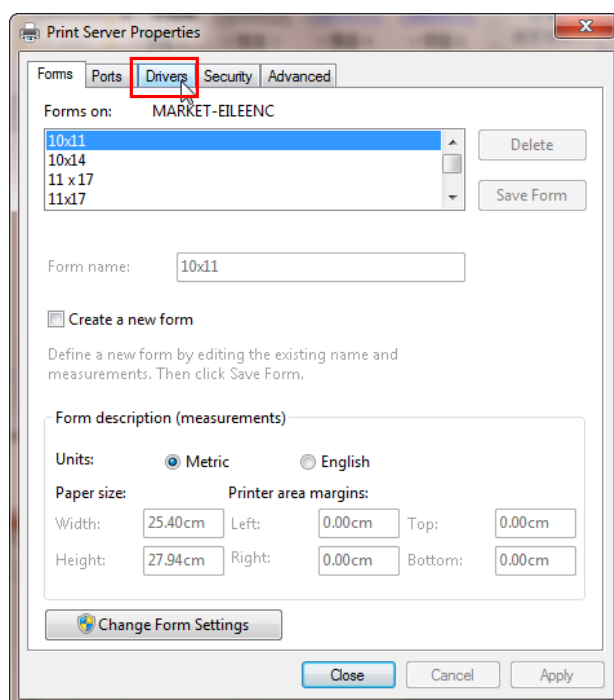 Print Server Properties
Forms Ports Drivers Security Advanced
Forms on: MARKET-EILEENC
10x11
10x14
11 x 17
11x17
Delete
Save Form
Form name: 10x11
Create a new form
Define a new form by editing the existing name and
measurements. Then click Save Form.
Form description (measurements)
Units: Metric English
Paper size: Printer area margins:
Width: 25.40cm Left: 0.00cm Top: 0.00cm
Height: 27.94cm Right: 0.00cm Bottom: 0.00cm
Change Form Settings
Close Cancel Apply